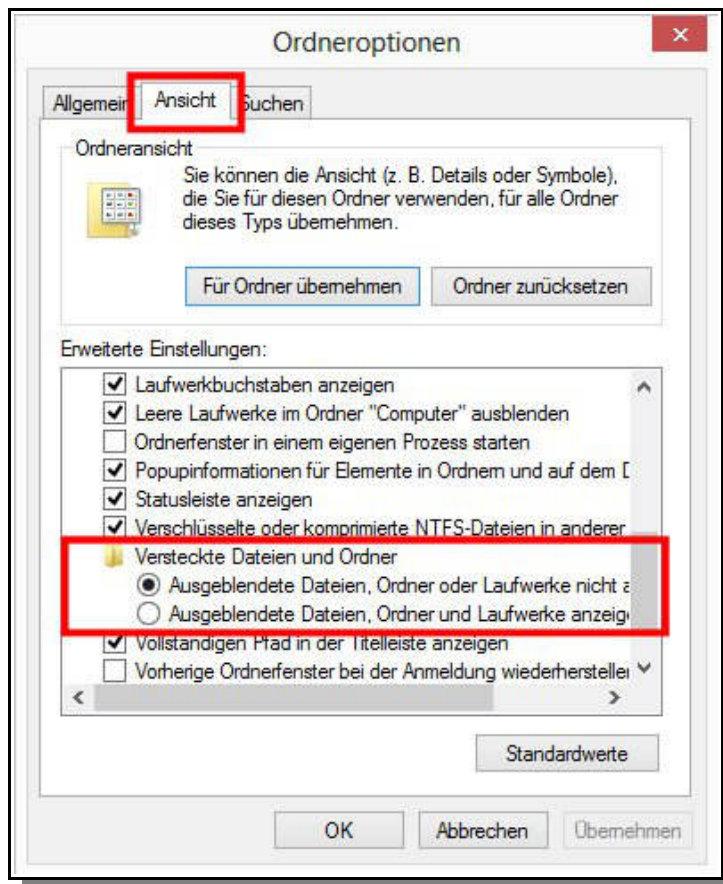 Ordneroptionen
Allgemein Ansicht Suchen
Ordneransicht
Sie können die Ansicht (z. B. Details oder Symbole),
die Sie für diesen Ordner verwenden, für alle Ordner
dieses Typs übernehmen.
Für Ordner übernehmen Ordner zurücksetzen
Erweiterte Einstellungen:
Laufwerkbuchstaben anzeigen
Leere Laufwerke im Ordner "Computer" ausblenden
Ordnerfenster in einem eigenen Prozess starten
Popupinformationen für Elemente in Ordnern und auf dem D
Statusleiste anzeigen
Verschlüsselte oder komprimierte NTFS-Dateien in anderer
Versteckte Dateien und Ordner
Ausgeblendete Dateien, Ordner oder Laufwerke nicht a
Ausgeblendete Dateien, Ordner und Laufwerke anzeig
Vollständigen Pfad in der Titelleiste anzeigen
Vorherige Ordnerfenster bei der Anmeldung wiederherstellen
Standardwerte
OK Abbrechen Übernehmen